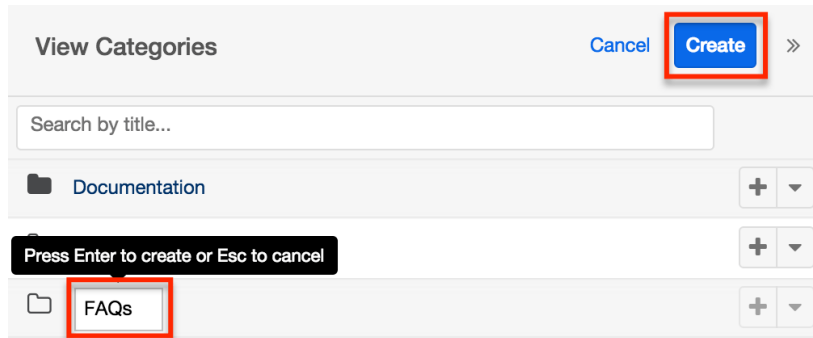 View Categories Cancel Create »
Search by title...
Documentation
Press Enter to create or Esc to cancel
FAQs